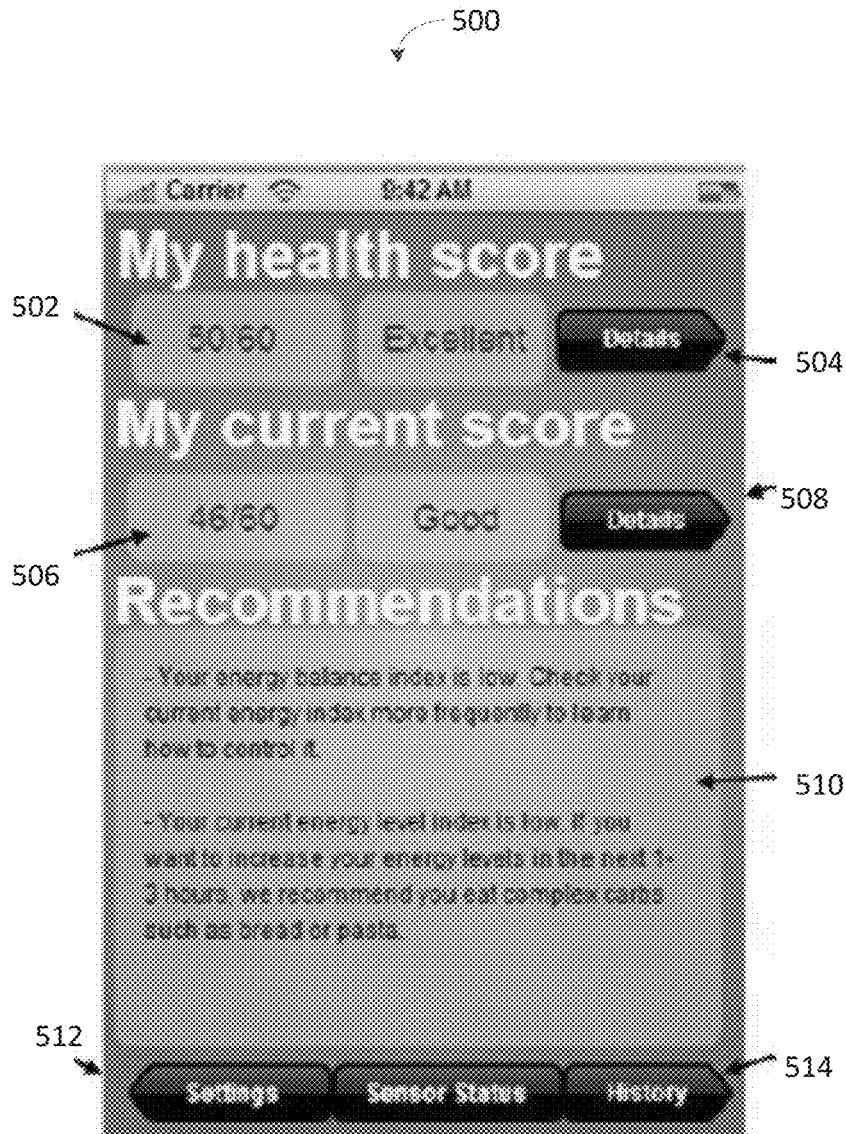 500
Carrier 9:42 AM
My health score
502
50/60 Excellent Details
504
My current score
508
46/60 Good Details
506
Recommendations
- Your energy balance index is low. Check your
current energy index more frequently to learn
how to control it.
510
- Your current energy level index is low. If you
want to increase your energy levels in the next 1-
3 hours, we recommend you eat complex carbs
such as bread or pasta.
512
514
Settings Sensor Status History